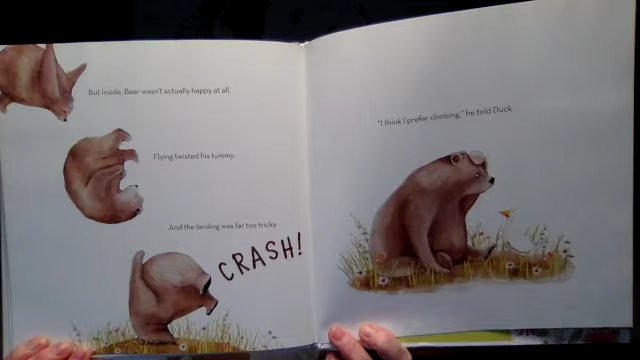 But inside, Bear wasn't actually happy at all.
Flying twisted his tummy.
And the landing was far too tricky.
CRASH!
"I think I prefer climbing," he told Duck.